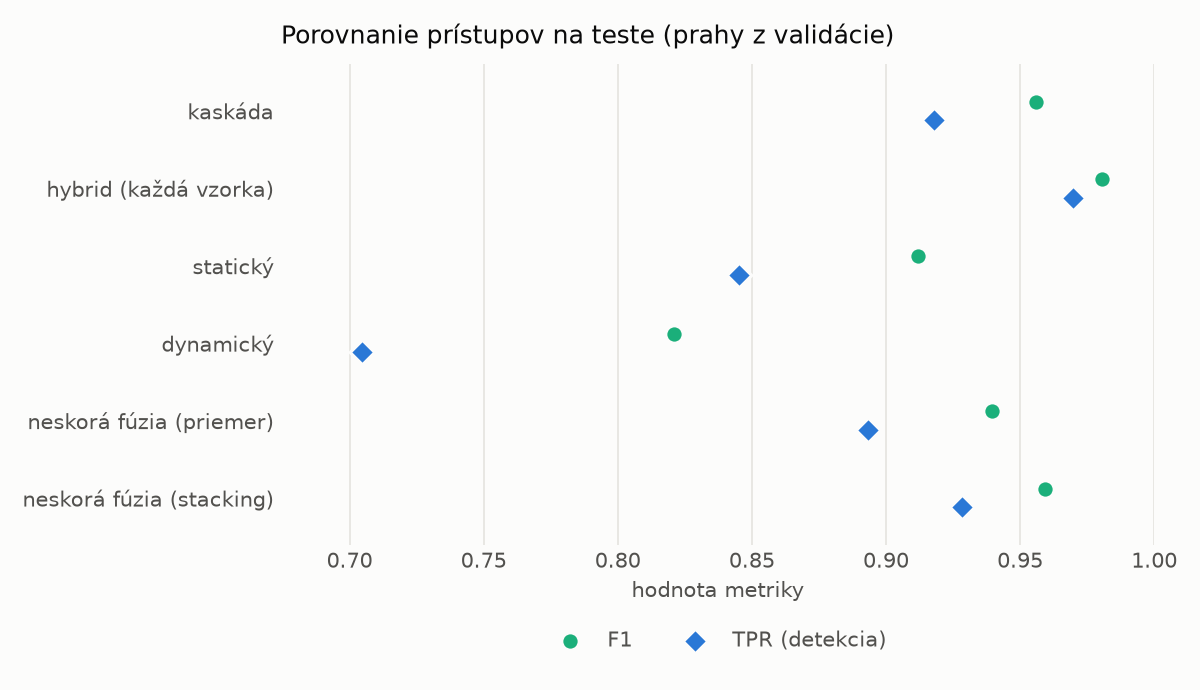 Porovnanie prístupov na teste (prahy z validácie)
kaskáda
hybrid (každá vzorka)
statický
dynamický
neskorá fúzia (priemer)
neskorá fúzia (stacking)
0.70 0.75 0.80 0.85 0.90 0.95 1.00
hodnota metriky
F1 TPR (detekcia)